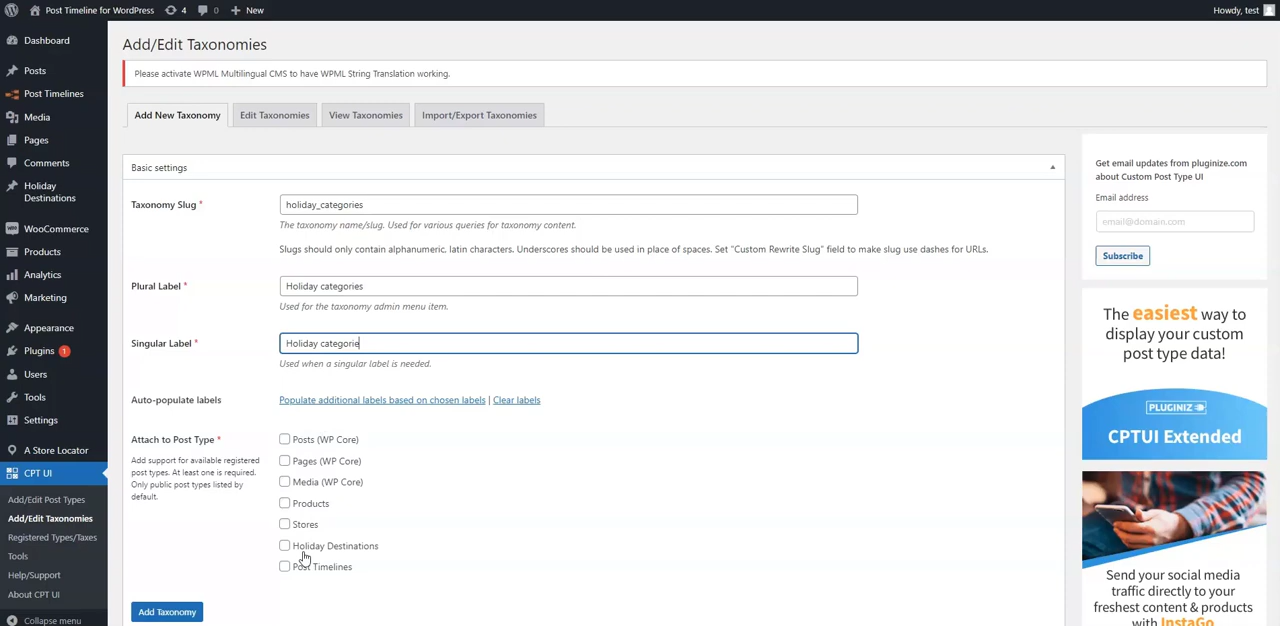 Post Timeline for WordPress 4 0 New Howdy, test
Dashboard
Posts
Post Timelines
Media
Pages
Comments
Holiday
Destinations
WooCommerce
Products
Analytics
Marketing
Appearance
Plugins 1
Users
Tools
Settings
A Store Locator
CPT UI
Add/Edit Post Types
Add/Edit Taxonomies
Registered Types/Taxes
Tools
Help/Support
About CPT UI
Collapse menu
Add/Edit Taxonomies
Please activate WPML Multilingual CMS to have WPML String Translation working.
Add New Taxonomy Edit Taxonomies View Taxonomies Import/Export Taxonomies
Basic settings
Taxonomy Slug * holiday_categories
The taxonomy name/slug. Used for various queries for taxonomy content.
Slugs should only contain alphanumeric, latin characters. Underscores should be used in place of spaces. Set "Custom Rewrite Slug" field to make slug use dashes for URLs.
Plural Label * Holiday categories
Used for the taxonomy admin menu item.
Singular Label * Holiday categorie
Used when a singular label is needed.
Auto-populate labels Populate additional labels based on chosen labels | Clear labels
Attach to Post Type *
Add support for available registered
post types. At least one is required.
Only public post types listed by
default.
Posts (WP Core)
Pages (WP Core)
Media (WP Core)
Products
Stores
Holiday Destinations
Post Timelines
Add Taxonomy
Get email updates from pluginize.com
about Custom Post Type UI
Email address
email@domain.com
Subscribe
The easiest way to
display your custom
post type data!
PLUGINIZ
CPTUI Extended
Send your social media
traffic directly to your
freshest content & products
with InstaGo